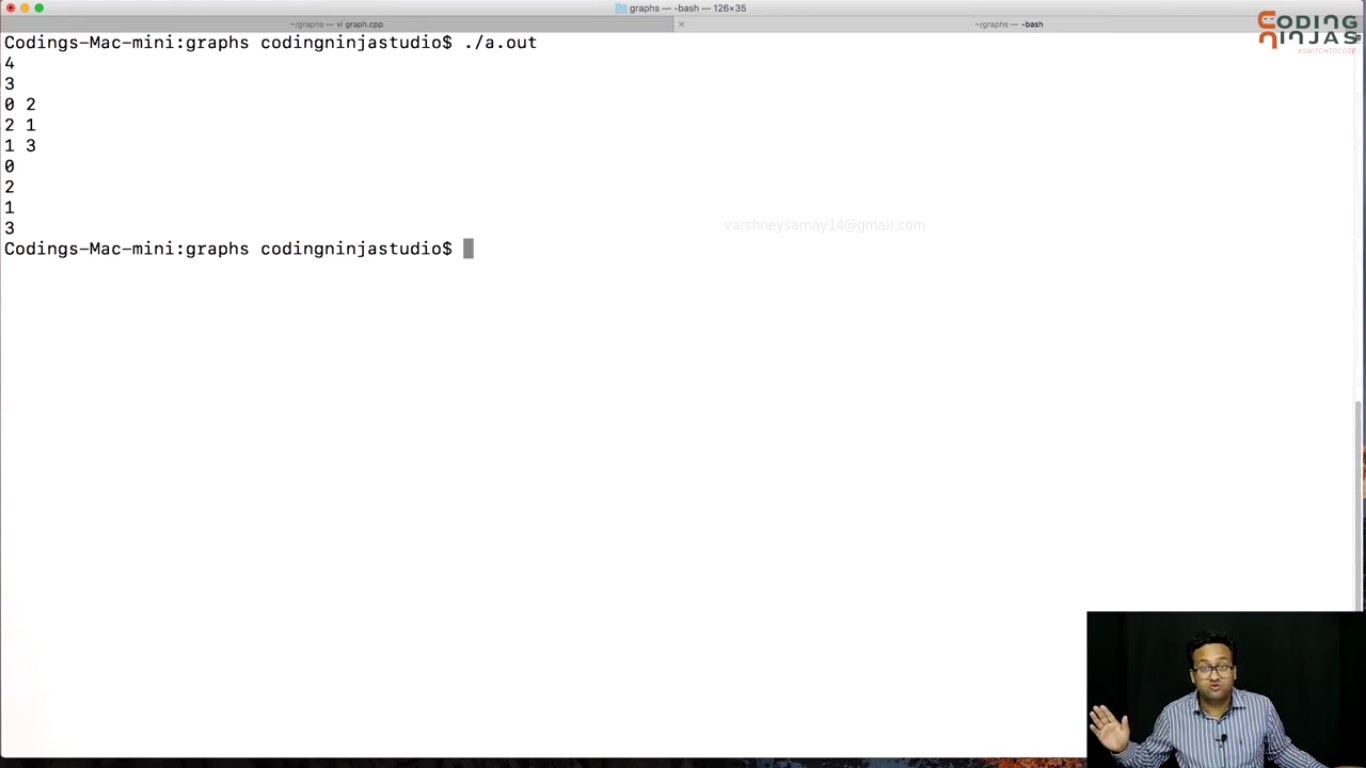 graphs — -bash — 126×35
~/graphs — vi graph.cpp
~/graphs — -bash
CODING NINJAS
#SWITCHTOCODE
Codings-Mac-mini:graphs codingninjastudio$ ./a.out
4
3
0 2
2 1
1 3
0
2
1
3
Codings-Mac-mini:graphs codingninjastudio$
varshneysamay14@gmail.com